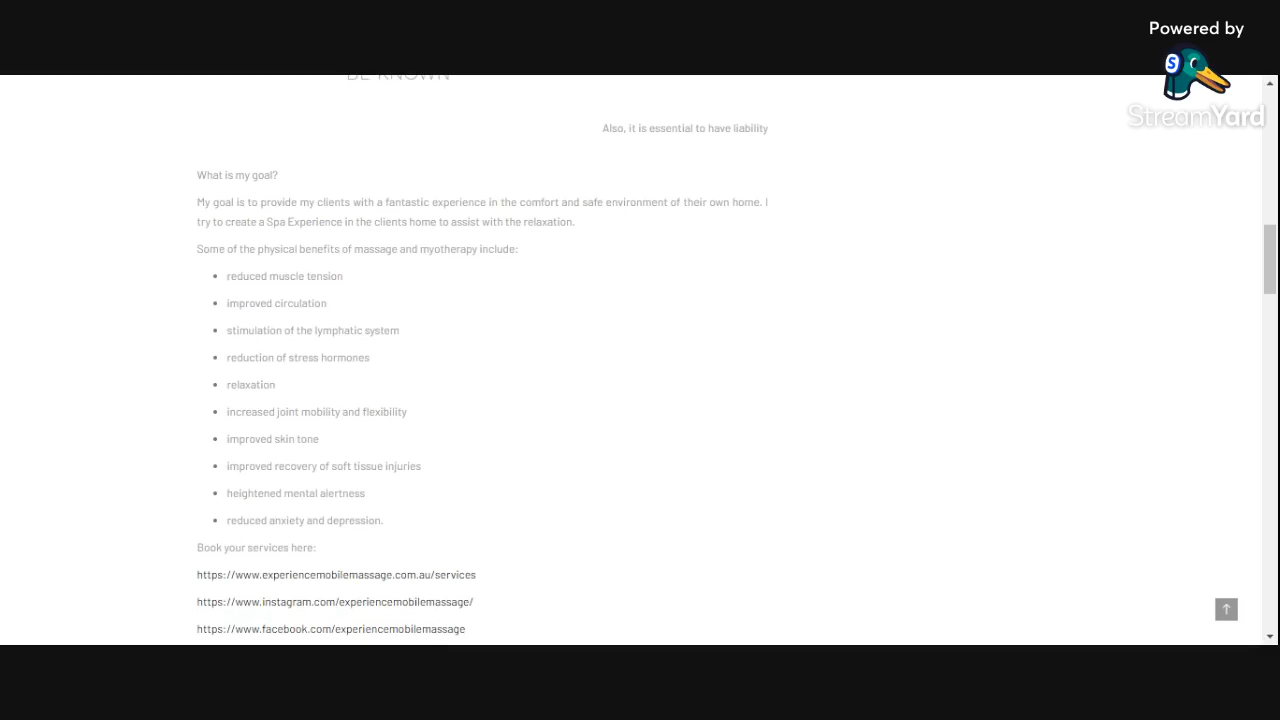 Powered by
StreamYard
BE KNOWN
Also, it is essential to have liability
What is my goal?
My goal is to provide my clients with a fantastic experience in the comfort and safe environment of their own home. I
try to create a Spa Experience in the clients home to assist with the relaxation.
Some of the physical benefits of massage and myotherapy include:
reduced muscle tension
improved circulation
stimulation of the lymphatic system
reduction of stress hormones
relaxation
increased joint mobility and flexibility
improved skin tone
improved recovery of soft tissue injuries
heightened mental alertness
reduced anxiety and depression.
Book your services here:
https://www.experiencemobilemassage.com.au/services
https://www.instagram.com/experiencemobilemassage/
https://www.facebook.com/experiencemobilemassage